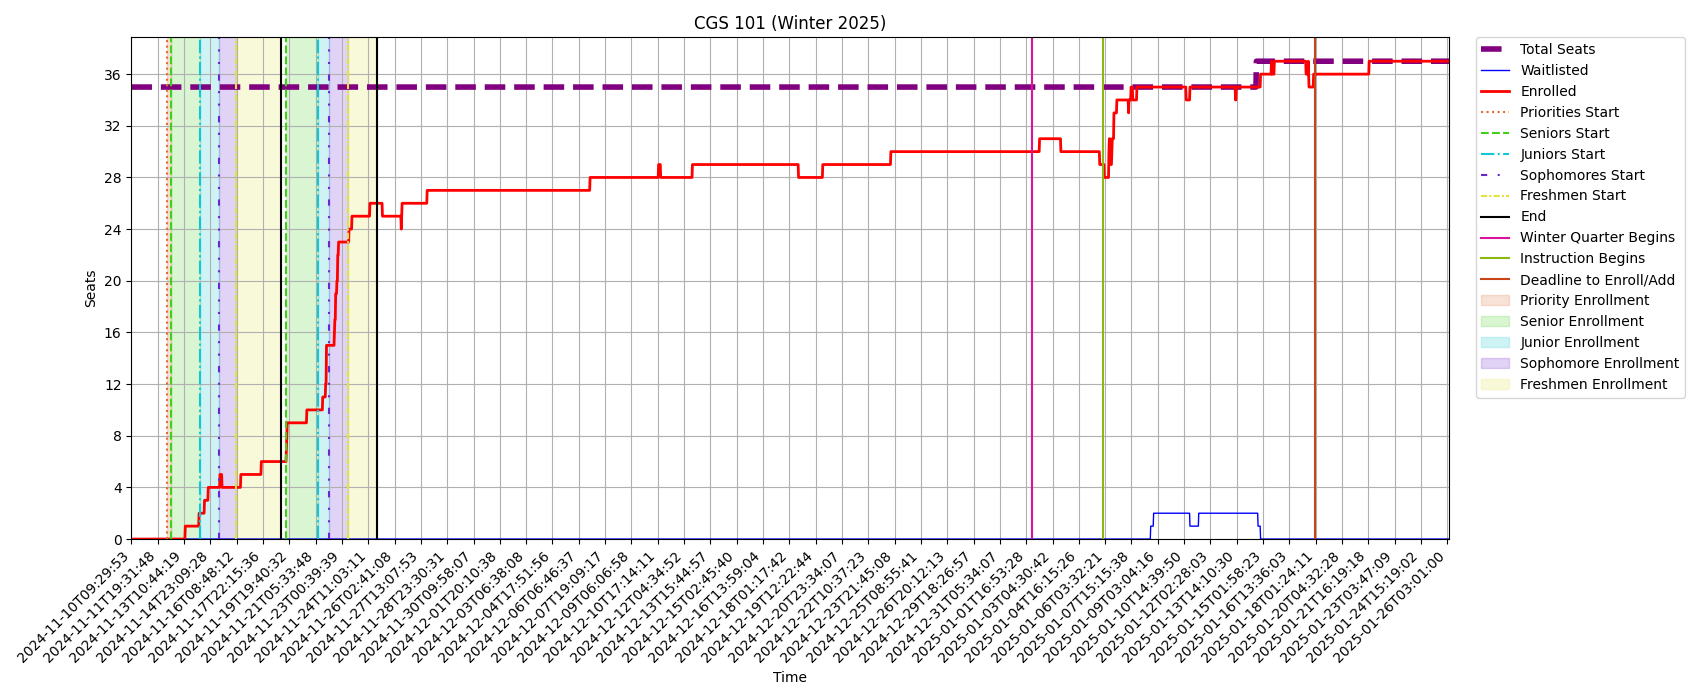 CGS 101 (Winter 2025)
Seats
36
32
28
24
20
16
12
8
4
0
2024-11-10T09:29:53
2024-11-11T19:31:48
2024-11-13T10:44:19
2024-11-14T23:09:28
2024-11-16T08:48:12
2024-11-17T22:15:36
2024-11-19T19:40:32
2024-11-21T05:33:48
2024-11-23T00:39:39
2024-11-24T11:03:11
2024-11-26T02:41:08
2024-11-27T13:07:53
2024-11-28T23:30:31
2024-11-30T09:58:07
2024-12-01T20:10:38
2024-12-03T06:38:08
2024-12-04T17:51:56
2024-12-06T06:46:37
2024-12-07T19:09:17
2024-12-09T06:06:58
2024-12-10T17:14:11
2024-12-12T04:34:52
2024-12-13T15:44:57
2024-12-15T02:45:40
2024-12-16T13:59:04
2024-12-18T01:17:42
2024-12-19T12:22:44
2024-12-20T23:34:07
2024-12-22T10:37:23
2024-12-23T21:45:08
2024-12-25T08:55:41
2024-12-26T20:12:13
2024-12-29T18:26:57
2024-12-31T05:34:07
2025-01-01T16:53:28
2025-01-03T04:30:42
2025-01-04T16:15:26
2025-01-06T03:32:21
2025-01-07T15:15:38
2025-01-09T03:04:16
2025-01-10T14:39:50
2025-01-12T02:28:03
2025-01-13T14:10:30
2025-01-15T01:58:23
2025-01-16T13:36:03
2025-01-18T01:24:11
2025-01-20T04:32:28
2025-01-21T16:19:18
2025-01-23T03:47:09
2025-01-24T15:19:02
2025-01-26T03:01:00
Time
Total Seats
Waitlisted
Enrolled
Priorities Start
Seniors Start
Juniors Start
Sophomores Start
Freshmen Start
End
Winter Quarter Begins
Instruction Begins
Deadline to Enroll/Add
Priority Enrollment
Senior Enrollment
Junior Enrollment
Sophomore Enrollment
Freshmen Enrollment